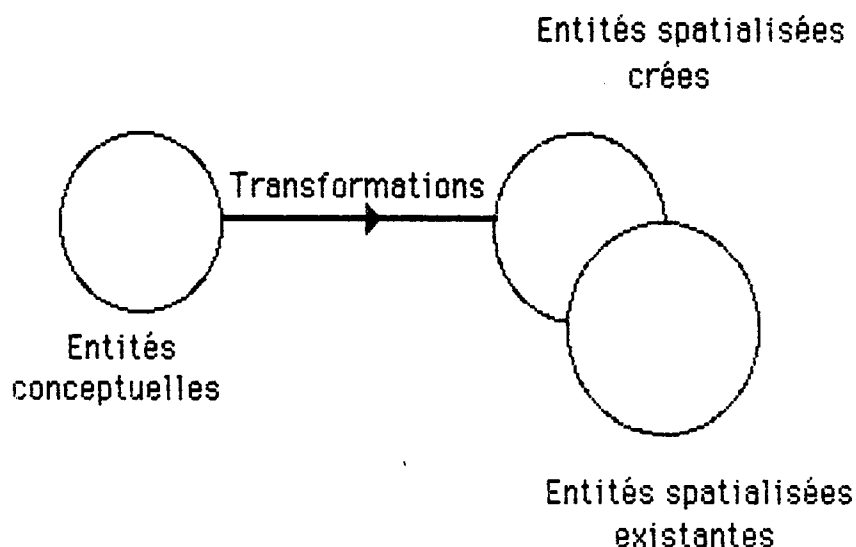 Entités spatialisées
crées
Transformations
Entités
conceptuelles
Entités spatialisées
existantes